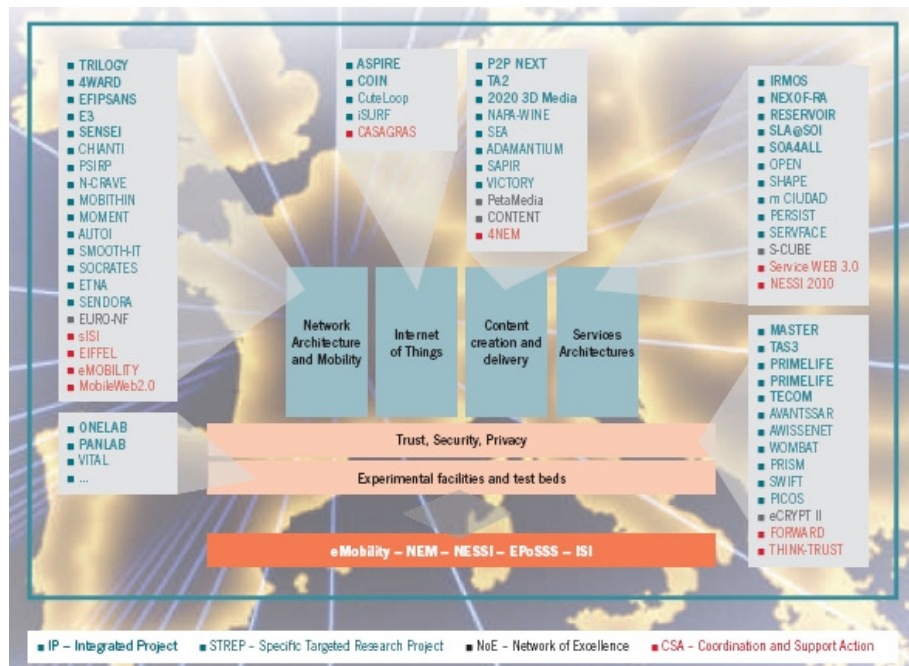 ■ TRILOGY
■ 4WARD
■ EFIPSANS
■ E3
■ SENSEI
■ CHIANTI
■ PSIRP
■ N-CRAVE
■ MOBITHIN
■ MOMENT
■ AUTOI
■ SMOOTH-IT
■ SOCRATES
■ ETNA
■ SENDORA
■ EURO-NF
■ sISI
■ EIFFEL
■ eMOBILITY
■ MobileWeb2.0
■ ONELAB
■ PANLAB
■ VITAL
■ ...
■ ASPIRE
■ COIN
■ CuteLoop
■ iSURF
■ CASAGRAS
■ P2P NEXT
■ TA2
■ 2020 3D Media
■ NAPA-WINE
■ SEA
■ ADAMANTIUM
■ SAPIR
■ VICTORY
■ PetaMedia
■ CONTENT
■ 4NEM
■ IRMOS
■ NEXOF-RA
■ RESERVOIR
■ SLA@SOI
■ SOA4ALL
■ OPEN
■ SHAPE
■ m CIUDAD
■ PERSIST
■ SERVFACE
■ S-CUBE
■ Service WEB 3.0
■ NESSI 2010
■ MASTER
■ TAS3
■ PRIMELIFE
■ PRIMELIFE
■ TECOM
■ AVANTSSAR
■ AWISSENET
■ WOMBAT
■ PRISM
■ SWIFT
■ PICOS
■ eCRYPT II
■ FORWARD
■ THINK-TRUST
Network
Architecture
and Mobility
Internet
of Things
Content
creation and
delivery
Services
Architectures
Trust, Security, Privacy
Experimental facilities and test beds
eMobility – NEM – NESSI – EPoSSS – ISI
■ IP – Integrated Project ■ STREP – Specific Targeted Research Project ■ NoE – Network of Excellence ■ CSA – Coordination and Support Action